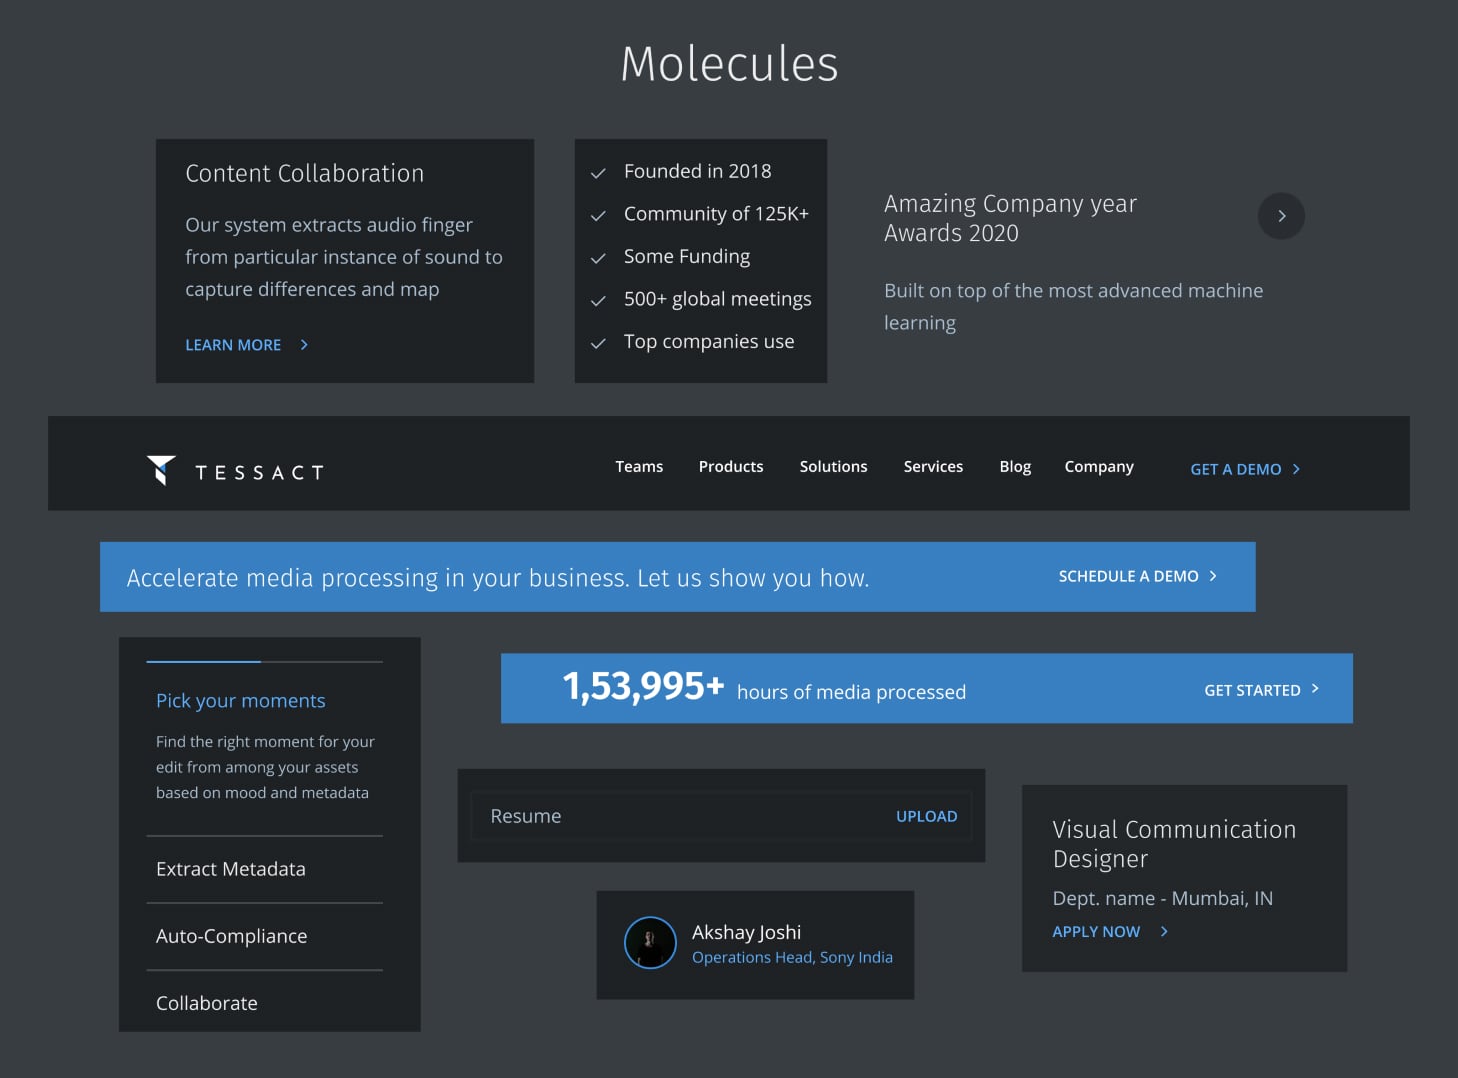 Molecules
Content Collaboration
Our system extracts audio finger
from particular instance of sound to
capture differences and map
LEARN MORE
Founded in 2018
Community of 125K+
Some Funding
500+ global meetings
Top companies use
Amazing Company year
Awards 2020
Built on top of the most advanced machine
learning
TESSACT
Teams Products Solutions Services Blog Company GET A DEMO
Accelerate media processing in your business. Let us show you how.
SCHEDULE A DEMO
Pick your moments
Find the right moment for your
edit from among your assets
based on mood and metadata
Extract Metadata
Auto-Compliance
Collaborate
1,53,995+ hours of media processed
GET STARTED
Resume
UPLOAD
Akshay Joshi
Operations Head, Sony India
Visual Communication
Designer
Dept. name - Mumbai, IN
APPLY NOW